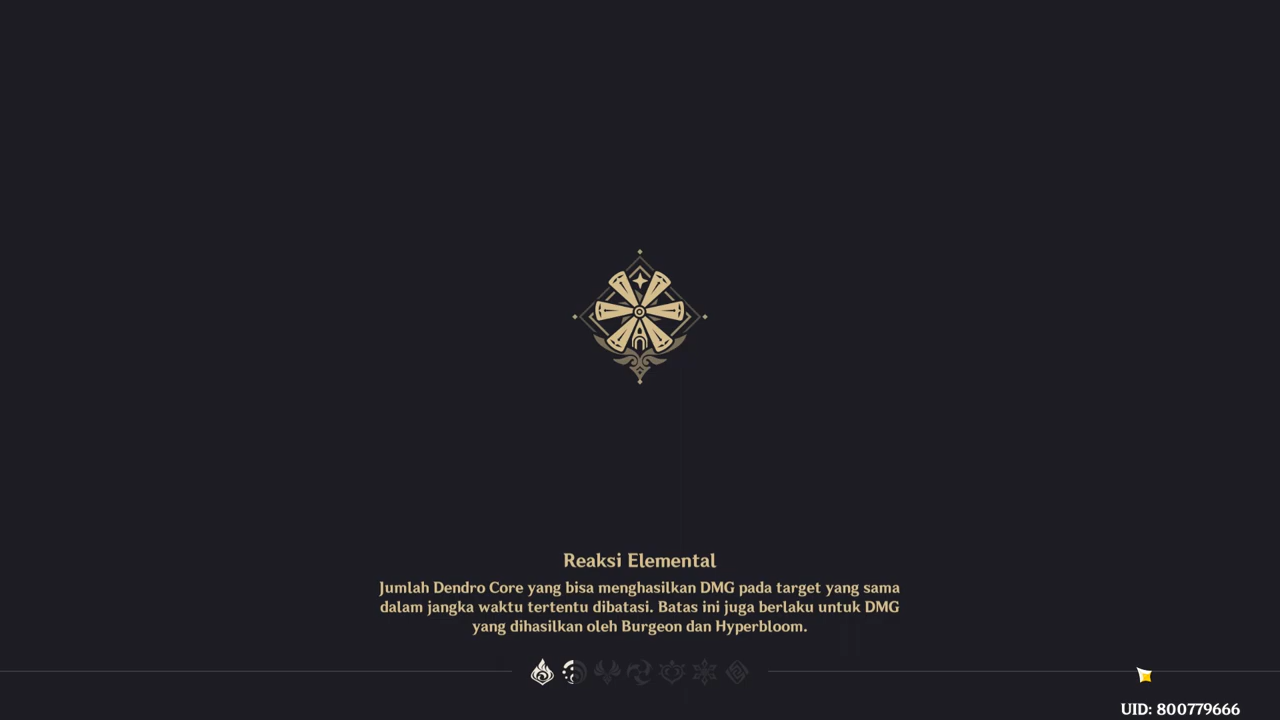 Reaksi Elemental
Jumlah Dendro Core yang bisa menghasilkan DMG pada target yang sama
dalam jangka waktu tertentu dibatasi. Batas ini juga berlaku untuk DMG
yang dihasilkan oleh Burgeon dan Hyperbloom.
UID: 800779666